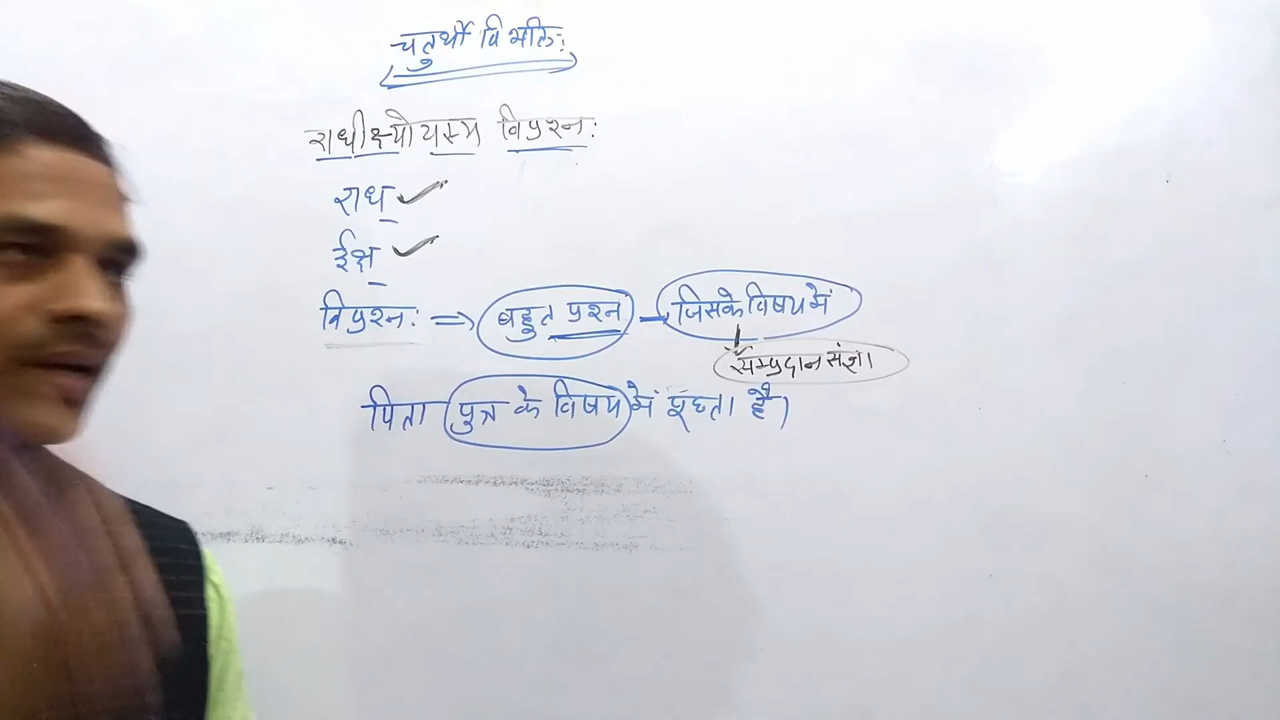 चतुर्थी विभक्तिः
राधीक्ष्योयस्य विप्रश्नः
राध्
ईक्ष्
विप्रश्नः ⇒ बहुत प्रश्न – जिसके विषय में
सम्प्रदान संज्ञा
पिता पुत्र के विषय में पूछता है।